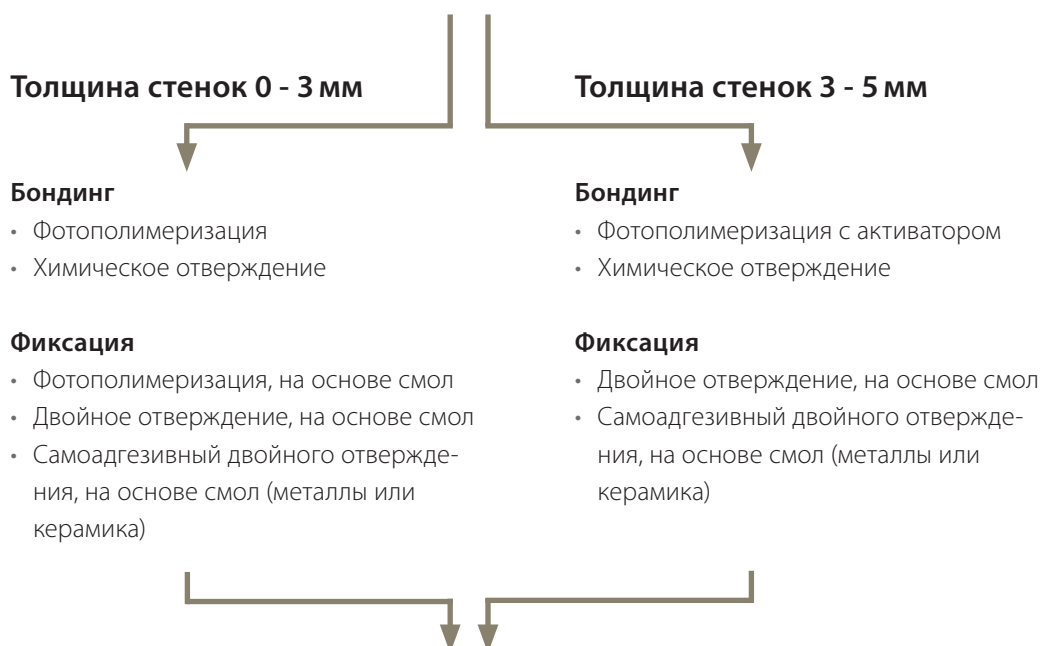 Толщина стенок 0 - 3 мм
Бондинг
• Фотополимеризация
• Химическое отверждение
Фиксация
• Фотополимеризация, на основе смол
• Двойное отверждение, на основе смол
• Самоадгезивный двойного отвержде-
ния, на основе смол (металлы или
керамика)
Толщина стенок 3 - 5 мм
Бондинг
• Фотополимеризация с активатором
• Химическое отверждение
Фиксация
• Двойное отверждение, на основе смол
• Самоадгезивный двойного отвержде-
ния, на основе смол (металлы или
керамика)